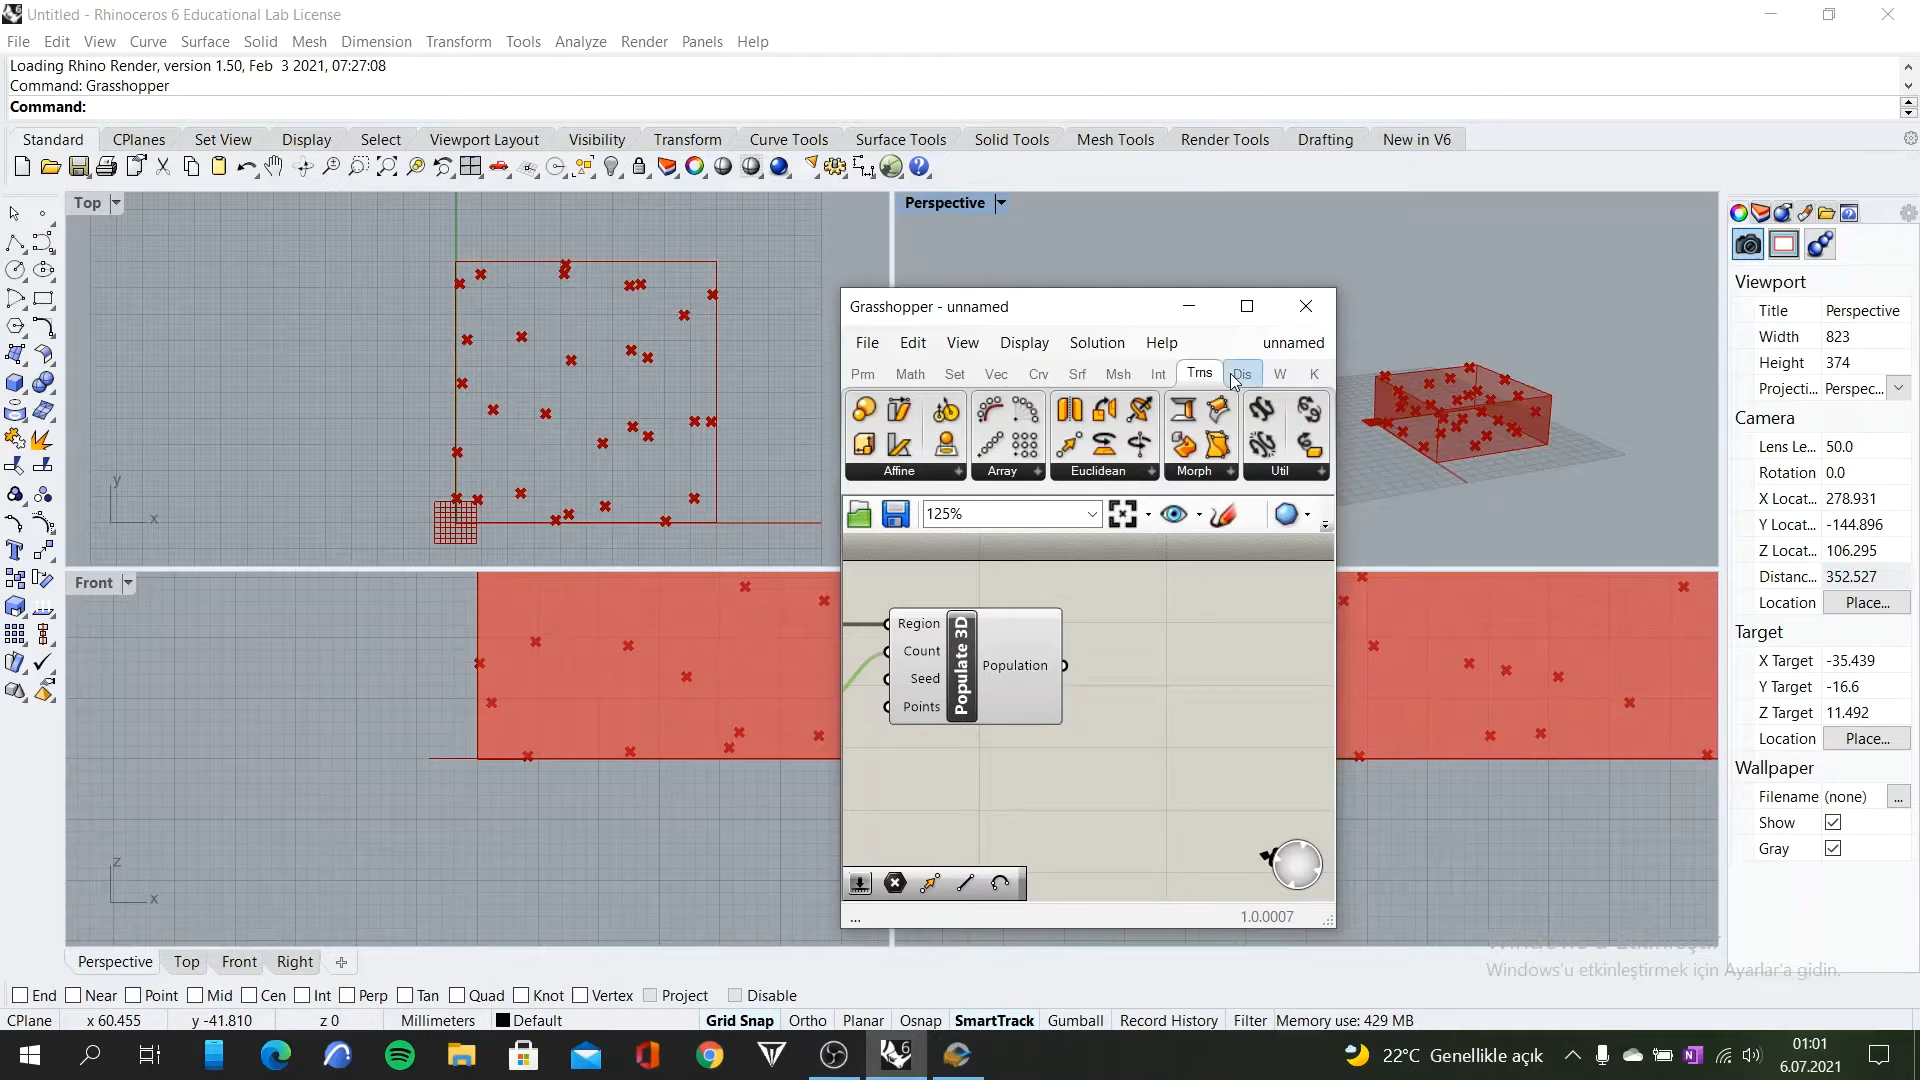 Untitled - Rhinoceros 6 Educational Lab License
File Edit View Curve Surface Solid Mesh Dimension Transform Tools Analyze Render Panels Help
Loading Rhino Render, version 1.50, Feb 3 2021, 07:27:08
Command: Grasshopper
Command:
Standard CPlanes Set View Display Select Viewport Layout Visibility Transform Curve Tools Surface Tools Solid Tools Mesh Tools Render Tools Drafting New in V6
Top
Perspective
Viewport
Title Perspective
Width 823
Height 374
Projecti... Perspec...
Camera
Lens Le... 50.0
Rotation 0.0
X Locat... 278.931
Y Locat... -144.896
Z Locat... 106.295
Distanc... 352.527
Location Place...
Target
X Target -35.439
Y Target -16.6
Z Target 11.492
Location Place...
Wallpaper
Filename (none) ...
Show
Gray
y
x
Front
z
x
Grasshopper - unnamed
File Edit View Display Solution Help unnamed
Prm Math Set Vec Crv Srf Msh Int Trns Dis W K
Affine Array Euclidean Morph Util
125%
Region
Count
Seed
Points
Populate 3D
Population
...
1.0.0007
Windows'u etkinleştirmek için Ayarlar'a gidin.
Perspective Top Front Right
End Near Point Mid Cen Int Perp Tan Quad Knot Vertex Project Disable
CPlane x 60.455 y -41.810 z 0 Millimeters Default Grid Snap Ortho Planar Osnap SmartTrack Gumball Record History Filter Memory use: 429 MB
22°C Genellikle açık
01:01
6.07.2021